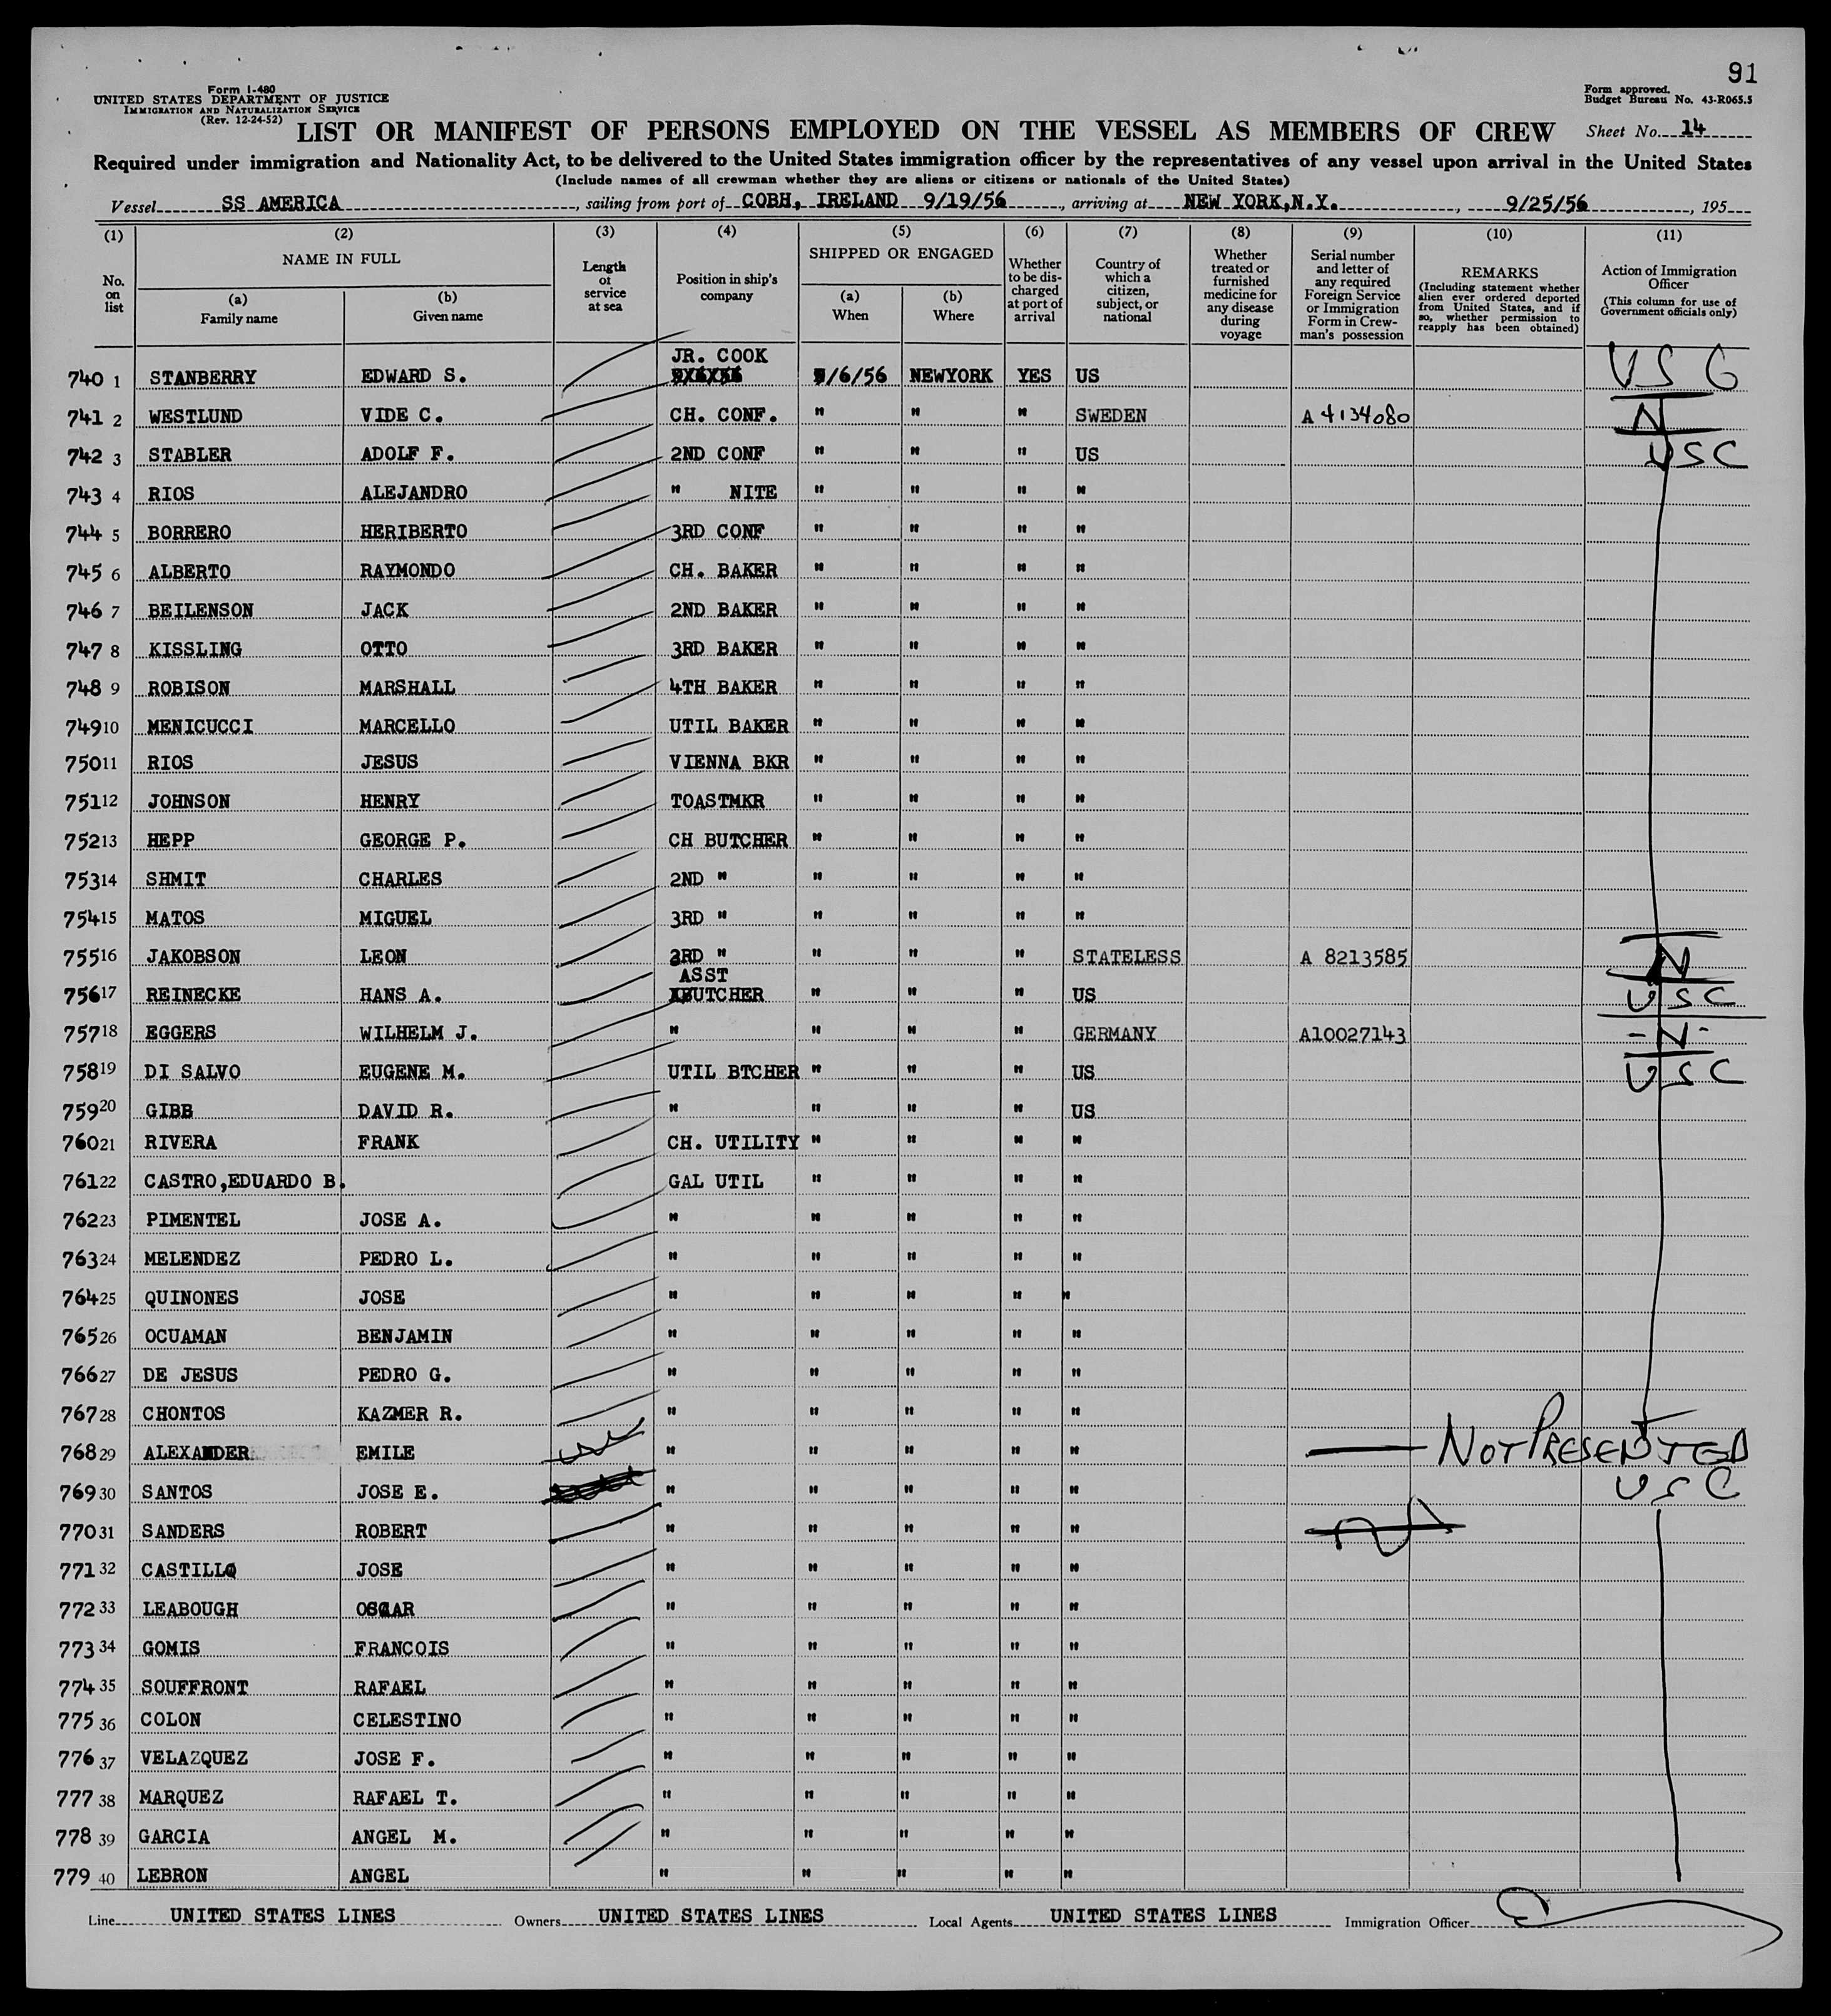 91
Form I-480
UNITED STATES DEPARTMENT OF JUSTICE
IMMIGRATION AND NATURALIZATION SERVICE
(Rev. 12-24-52)
Form approved.
Budget Bureau No. 43-R065.5
LIST OR MANIFEST OF PERSONS EMPLOYED ON THE VESSEL AS MEMBERS OF CREW Sheet No. 14
Required under immigration and Nationality Act, to be delivered to the United States immigration officer by the representatives of any vessel upon arrival in the United States
(Include names of all crewman whether they are aliens or citizens or nationals of the United States)
Vessel SS AMERICA, sailing from port of COBH, IRELAND 9/19/56, arriving at NEW YORK,N.Y., 9/25/56, 195
(1) No. on list
(2) NAME IN FULL
(a) Family name
(b) Given name
(3) Length of service at sea
(4) Position in ship's company
(5) SHIPPED OR ENGAGED
(a) When
(b) Where
(6) Whether to be discharged at port of arrival
(7) Country of which a citizen, subject, or national
(8) Whether treated or furnished medicine for any disease during voyage
(9) Serial number and letter of any required Foreign Service or Immigration Form in Crewman's possession
(10) REMARKS (Including statement whether alien ever ordered deported from United States, and if so, whether permission to reapply has been obtained)
(11) Action of Immigration Officer (This column for use of Government officials only)
740 1 STANBERRY EDWARD S. JR. COOK /6/56 NEWYORK YES US USC
741 2 WESTLUND VIDE C. CH. CONF. " " " SWEDEN A 4134080 N
742 3 STABLER ADOLF F. 2ND CONF " " " US USC
743 4 RIOS ALEJANDRO " NITE " " " "
744 5 BORRERO HERIBERTO 3RD CONF " " " "
745 6 ALBERTO RAYMONDO CH. BAKER " " " "
746 7 BEILENSON JACK 2ND BAKER " " " "
747 8 KISSLING OTTO 3RD BAKER " " " "
748 9 ROBISON MARSHALL 4TH BAKER " " " "
749 10 MENICUCCI MARCELLO UTIL BAKER " " " "
750 11 RIOS JESUS VIENNA BKR " " " "
751 12 JOHNSON HENRY TOASTMKR " " " "
752 13 HEPP GEORGE P. CH BUTCHER " " " "
753 14 SHMIT CHARLES 2ND " " " " "
754 15 MATOS MIGUEL 3RD " " " " "
755 16 JAKOBSON LEON 3RD " " " " STATELESS A 8213585 N
756 17 REINECKE HANS A. ASST BUTCHER " " " US USC
757 18 EGGERS WILHELM J. " " " " GERMANY A10027143 - N -
758 19 DI SALVO EUGENE M. UTIL BTCHER " " " US USC
759 20 GIBB DAVID R. " " " " US
760 21 RIVERA FRANK CH. UTILITY " " " "
761 22 CASTRO,EDUARDO B. GAL UTIL " " " "
762 23 PIMENTEL JOSE A. " " " " "
763 24 MELENDEZ PEDRO L. " " " " "
764 25 QUINONES JOSE " " " " "
765 26 OCUAMAN BENJAMIN " " " " "
766 27 DE JESUS PEDRO G. " " " " "
767 28 CHONTOS KAZMER R. " " " " "
768 29 ALEXANDER EMILE " " " " " — NOT PRESENTED
769 30 SANTOS JOSE E. " " " " " USC
770 31 SANDERS ROBERT " " " " "
771 32 CASTILLO JOSE " " " " "
772 33 LEABOUGH OSCAR " " " " "
773 34 GOMIS FRANCOIS " " " " "
774 35 SOUFFRONT RAFAEL " " " " "
775 36 COLON CELESTINO " " " " "
776 37 VELAZQUEZ JOSE F. " " " " "
777 38 MARQUEZ RAFAEL T. " " " " "
778 39 GARCIA ANGEL M. " " " " "
779 40 LEBRON ANGEL " " " " "
Line UNITED STATES LINES Owners UNITED STATES LINES Local Agents UNITED STATES LINES Immigration Officer